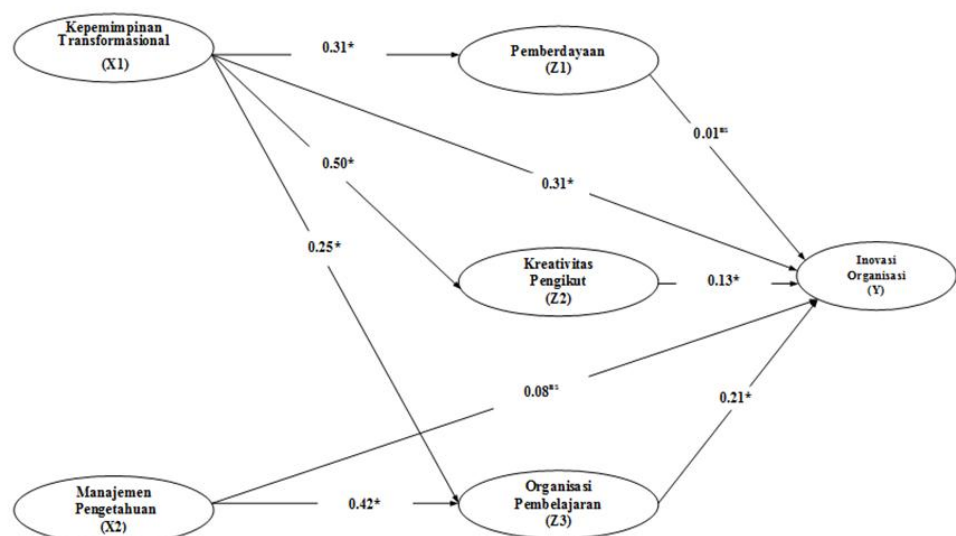 Kepemimpinan
Transformasional
(X1)
0.31*
Pemberdayaan
(Z1)
0.01ns
0.50*
0.31*
0.25*
Kreativitas
Pengikut
(Z2)
0.13*
Inovasi
Organisasi
(Y)
0.08ns
0.21*
Manajemen
Pengetahuan
(X2)
0.42*
Organisasi
Pembelajaran
(Z3)